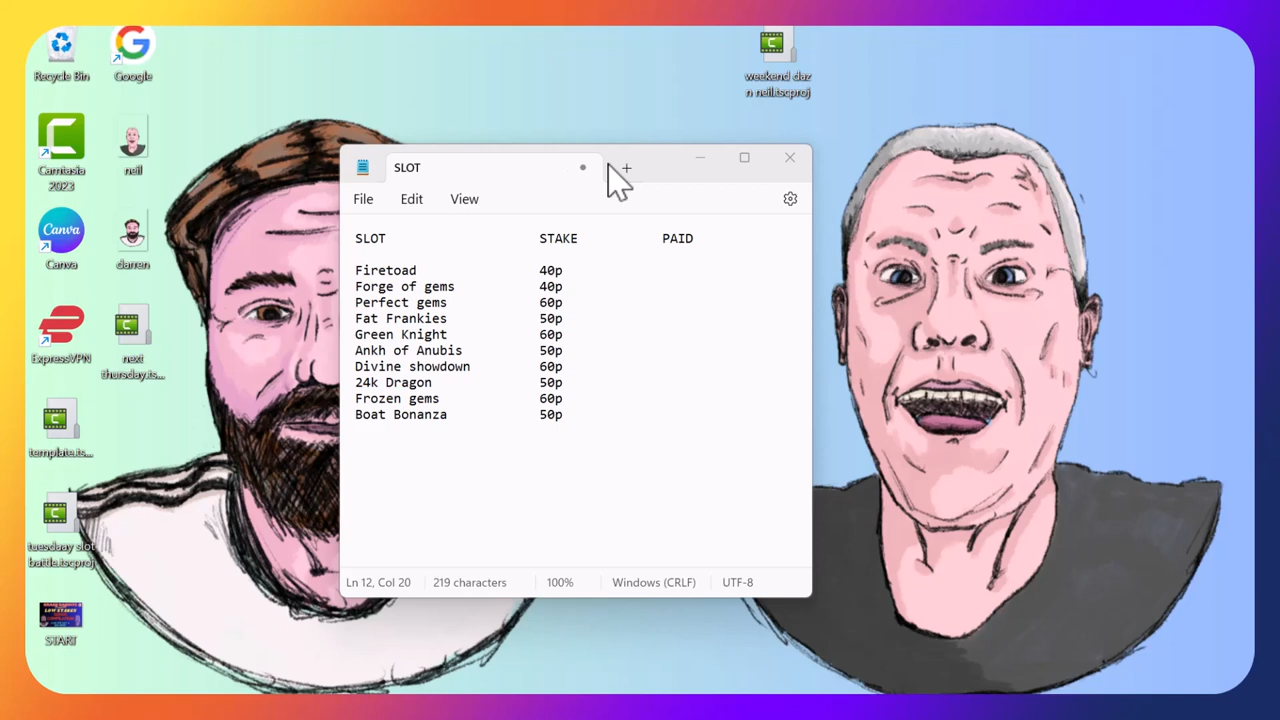 Recycle Bin
Google
weekend daz
n neil.tscproj
Camtasia
2023
neil
Canva
Canva
darren
ExpressVPN
next
thursday.ts...
template.ts...
tuesdaay slot
battle.tscproj
START
SLOT
File Edit View
SLOT STAKE PAID
Firetoad 40p
Forge of gems 40p
Perfect gems 60p
Fat Frankies 50p
Green Knight 60p
Ankh of Anubis 50p
Divine showdown 60p
24k Dragon 50p
Frozen gems 60p
Boat Bonanza 50p
Ln 12, Col 20 219 characters 100% Windows (CRLF) UTF-8